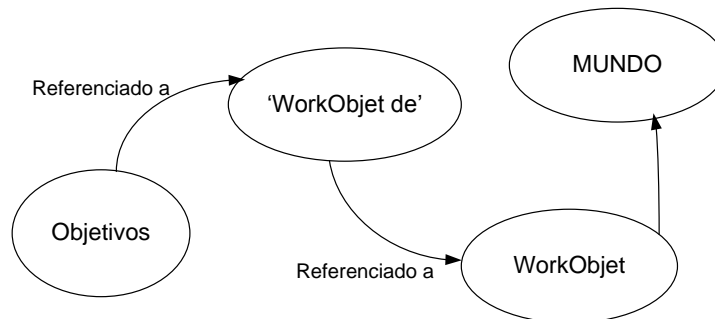 MUNDO
Referenciado a
‘WorkObjet de’
Objetivos
Referenciado a
WorkObjet